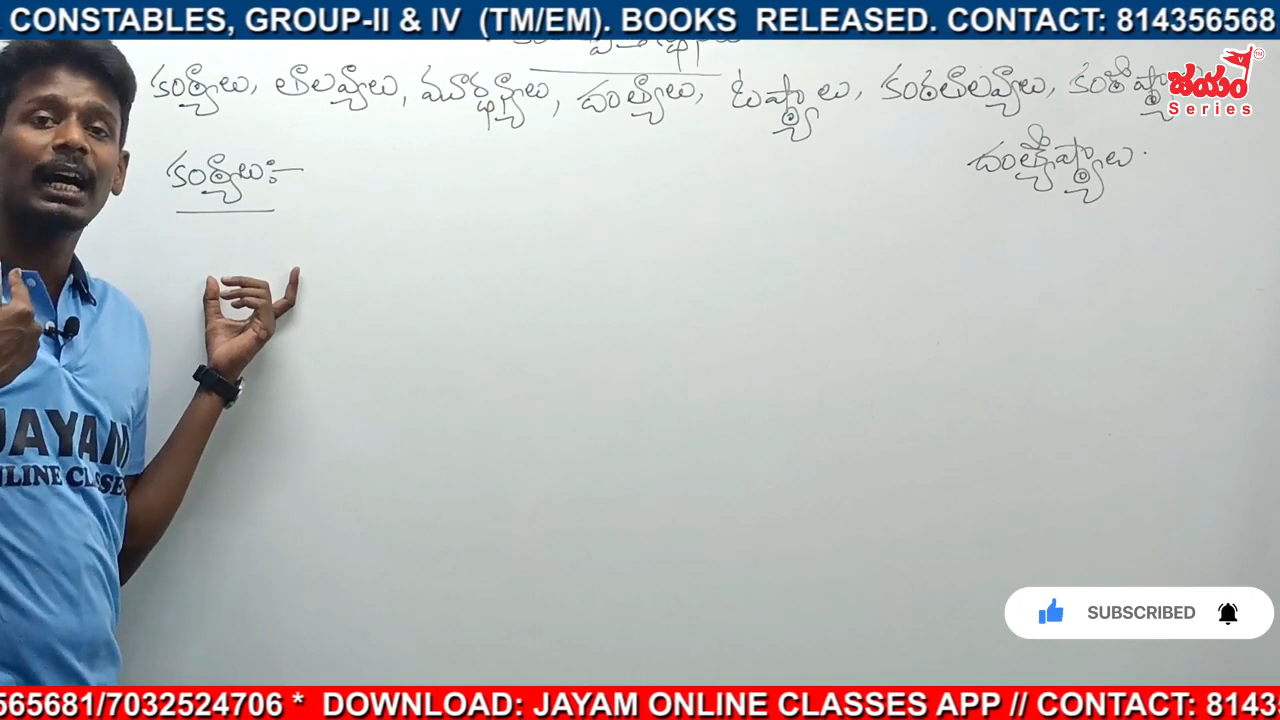 CONSTABLES, GROUP-II & IV (TM/EM). BOOKS RELEASED. CONTACT: 814356568
కంఠ్యాలు, తాలవ్యాలు, మూర్ధన్యాలు, దంత్యాలు, ఓష్ఠ్యాలు, కంఠతాలవ్యాలు,
జయం
Series
దంత్యోష్ఠ్యాలు.
కంఠ్యాలు:-
JAYAM
ONLINE CLASSES
SUBSCRIBED
565681/7032524706 * DOWNLOAD: JAYAM ONLINE CLASSES APP // CONTACT: 8143